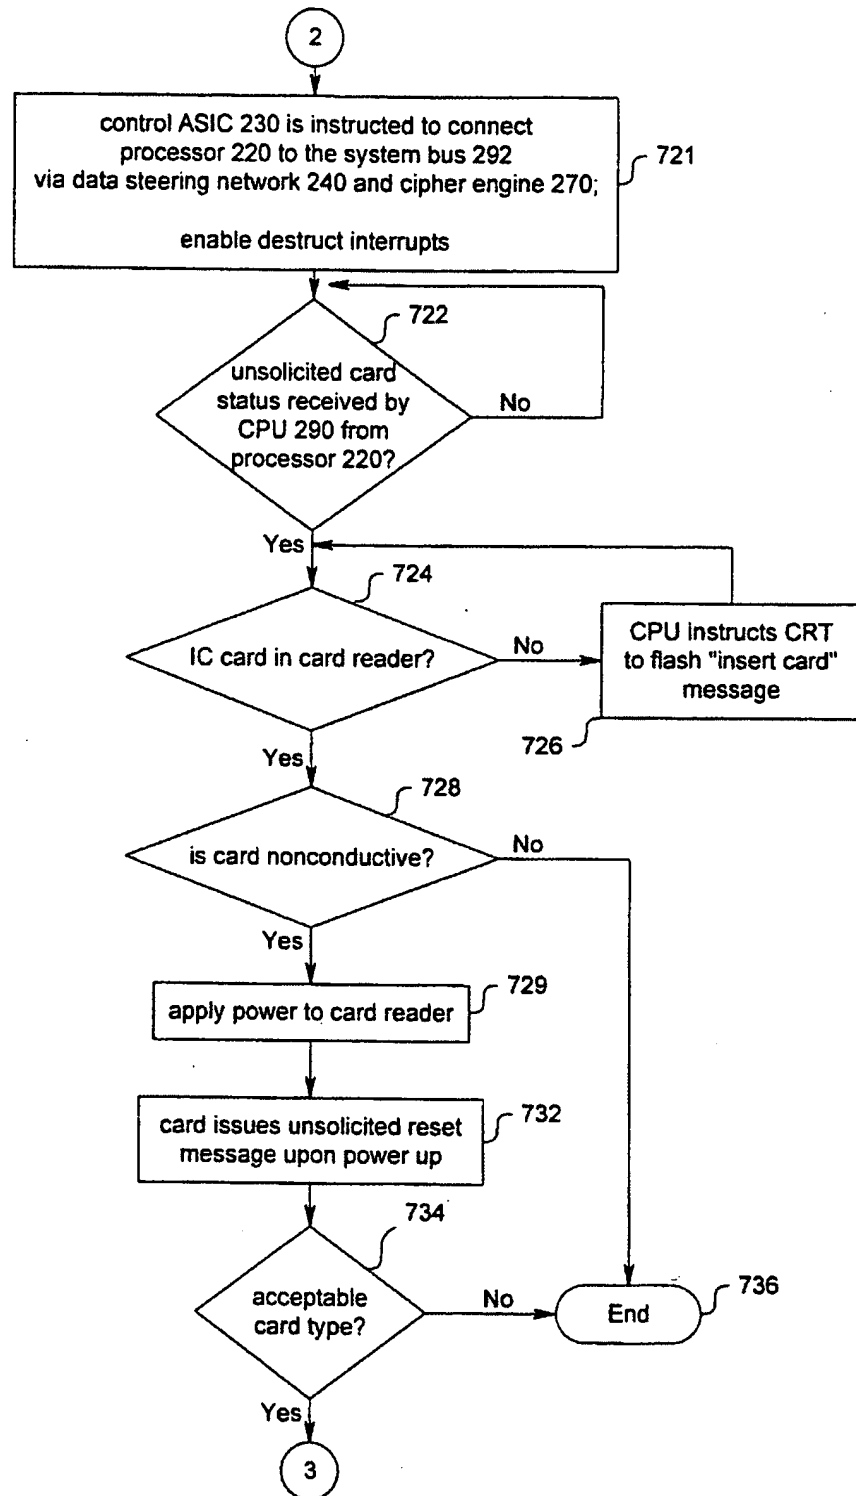 2
control ASIC 230 is instructed to connect
processor 220 to the system bus 292
via data steering network 240 and cipher engine 270;
enable destruct interrupts
721
722
unsolicited card
status received by
CPU 290 from
processor 220?
No
Yes
724
IC card in card reader?
No
CPU instructs CRT
to flash "insert card"
message
726
Yes
728
is card nonconductive?
No
Yes
729
apply power to card reader
732
card issues unsolicited reset
message upon power up
734
acceptable
card type?
No
End
736
Yes
3